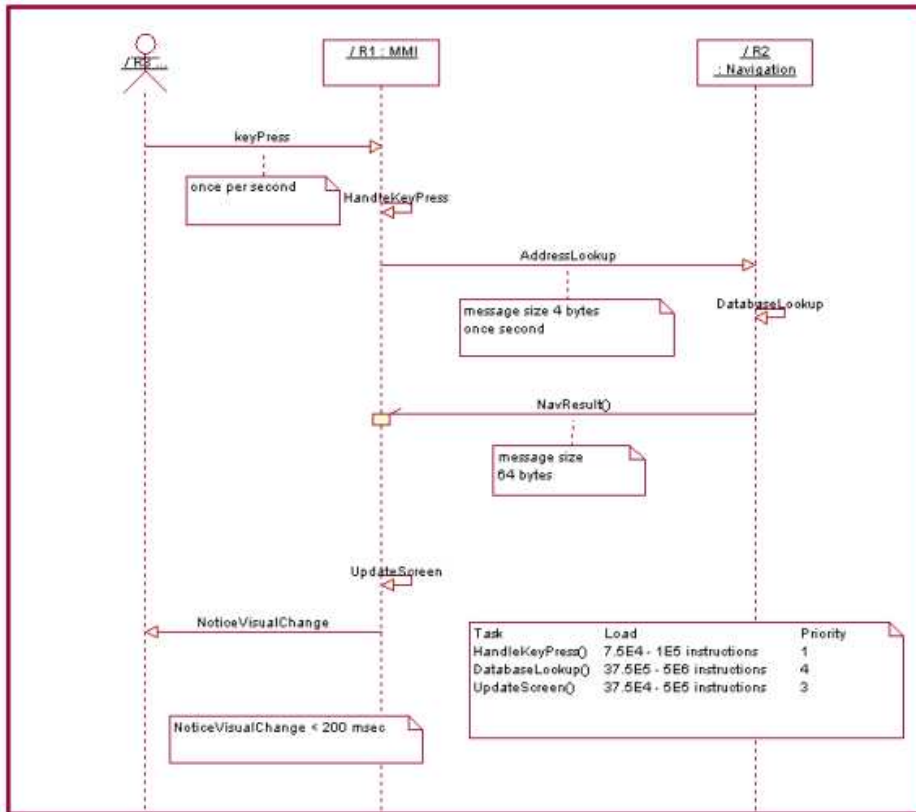 / R3 ...
/ R1 : MMI
/ R2
: Navigation
keyPress
once per second
HandleKeyPress
AddressLookup
message size 4 bytes
once second
DatabaseLookup
NavResult()
message size
64 bytes
UpdateScreen
NoticeVisualChange
Task Load Priority
HandleKeyPress() 7.5E4 - 1E5 instructions 1
DatabaseLookup() 37.5E5 - 5E6 instructions 4
UpdateScreen() 37.5E4 - 5E5 instructions 3
NoticeVisualChange < 200 msec